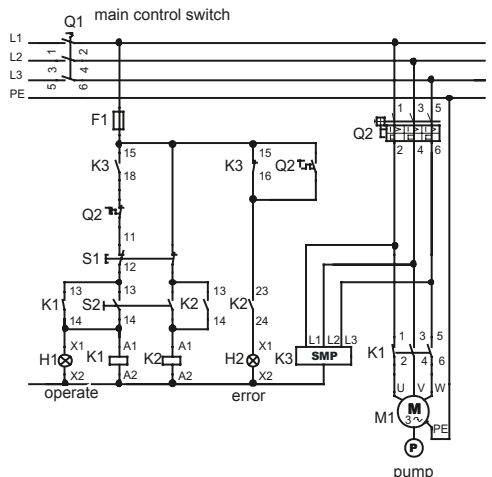 main control switch
Q1
L1
L2
1 2
L3
3 4
PE
5 6
F1
1 3 5
Q2
2 4 6
K3 15 18
15 16 K3
Q2
Q2
11
S1
12
K1 13 14
S2 13 14
K2 13 14
K2 23 24
L1 L2 L3
K3 SMP
K1 1 3 5
2 4 6
H1 X1 X2
K1 A1 A2
K2 A1 A2
H2 X1 X2
U V W
M1 M 3 ~
PE
P
operate
error
pump